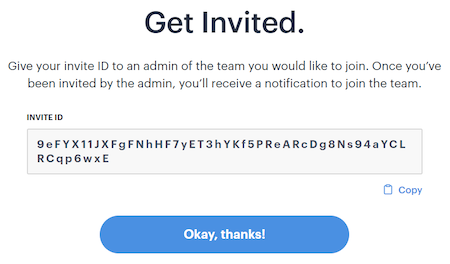 Get Invited.
Give your invite ID to an admin of the team you would like to join. Once you've
been invited by the admin, you'll receive a notification to join the team.
INVITE ID
9eFYX11JXFgFNhHF7yET3hYKf5PReARcDg8Ns94aYCL
RCqp6wxE
Copy
Okay, thanks!